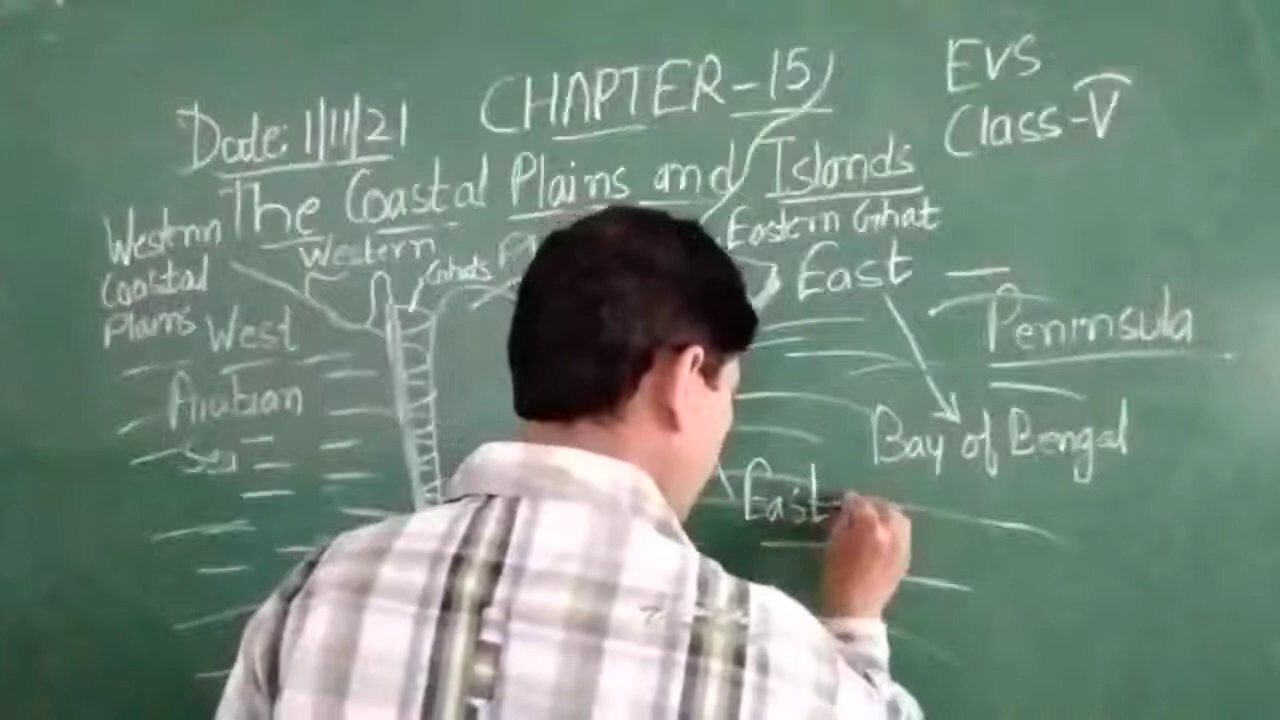 EVS
CHAPTER-15
Class-V
Date: 1/11/21
The Coastal Plains and Islands
Western
Coastal
Plains
Western
Ghats
Eastern Ghat
East
West
Peninsula
Arabian
Sea
Bay of Bengal
East